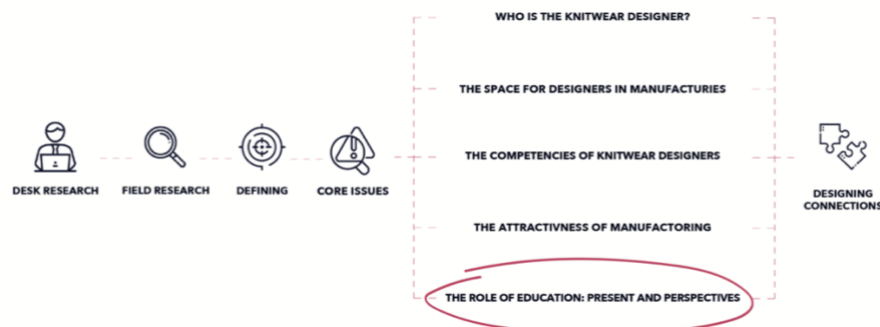 WHO IS THE KNITWEAR DESIGNER?
THE SPACE FOR DESIGNERS IN MANUFACTURIES
DESK RESEARCH
FIELD RESEARCH
DEFINING
CORE ISSUES
THE COMPETENCIES OF KNITWEAR DESIGNERS
THE ATTRACTIVNESS OF MANUFACTORING
THE ROLE OF EDUCATION: PRESENT AND PERSPECTIVES
DESIGNING
CONNECTIONS